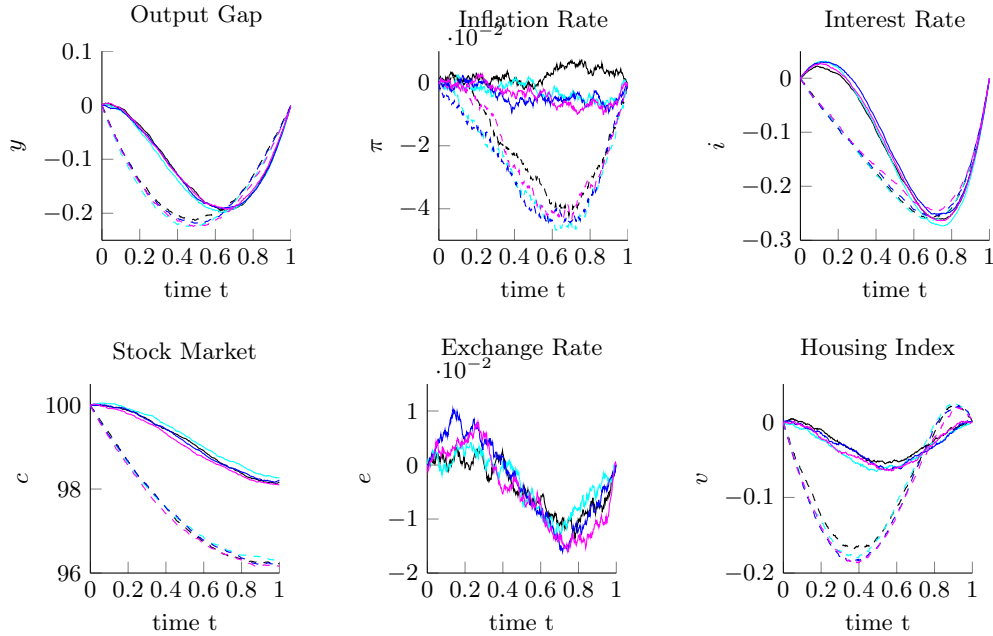 Output Gap
0.1
0
−0.1
−0.2
y
0 0.2 0.4 0.6 0.8 1
time t
Inflation Rate
·10−2
0
−2
−4
π
0 0.2 0.4 0.6 0.8 1
time t
Interest Rate
0
−0.1
−0.2
−0.3
i
0 0.2 0.4 0.6 0.8 1
time t
Stock Market
100
98
96
c
0 0.2 0.4 0.6 0.8 1
time t
Exchange Rate
·10−2
1
0
−1
−2
e
0 0.2 0.4 0.6 0.8 1
time t
Housing Index
0
−0.1
−0.2
v
0 0.2 0.4 0.6 0.8 1
time t